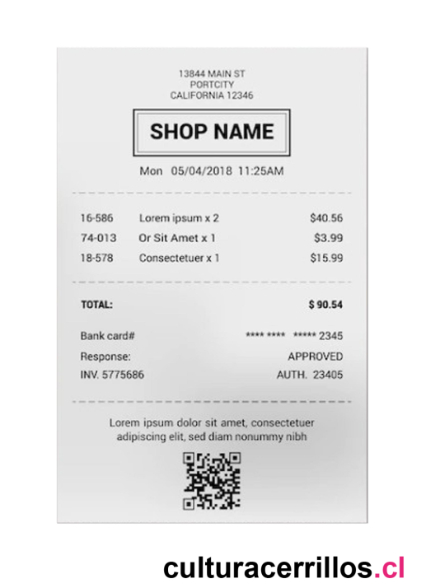 13844 MAIN ST
PORTCITY
CALIFORNIA 12346
SHOP NAME
Mon 05/04/2018 11:25AM
16-586 Lorem ipsum x 2 $40.56
74-013 Or Sit Amet x 1 $3.99
18-578 Consectetuer x 1 $15.99
TOTAL: $ 90.54
Bank card# **** **** ***** 2345
Response: APPROVED
INV. 5775686 AUTH. 23405
Lorem ipsum dolor sit amet, consectetuer
adipiscing elit, sed diam nonummy nibh
culturacerrillos.cl